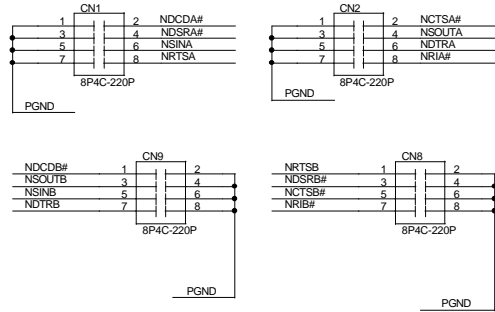 CN1
1 2 NDCDA#
3 4 NDSRA#
5 6 NSINA
7 8 NRTSA
8P4C-220P
PGND
CN2
1 2 NCTSA#
3 4 NSOUTA
5 6 NDTRA
7 8 NRIA#
8P4C-220P
PGND
CN9
NDCDB# 1 2
NSOUTB 3 4
NSINB 5 6
NDTRB 7 8
8P4C-220P
PGND
CN8
NRTSB 1 2
NDSRB# 3 4
NCTSB# 5 6
NRIB# 7 8
8P4C-220P
PGND